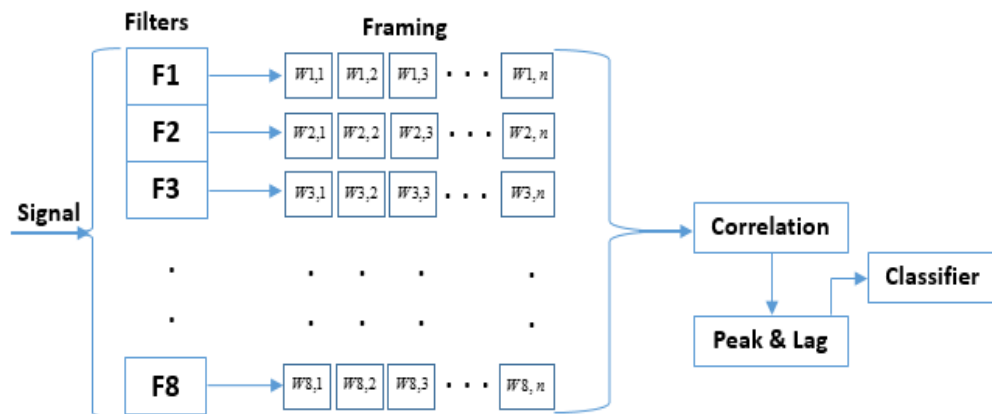 Filters
Framing
F1
W1,1 W1,2 W1,3 . . . W1, n
F2
W2,1 W2,2 W2,3 . . . W2, n
F3
W3,1 W3,2 W3,3 . . . W3,n
Signal
Correlation
Classifier
Peak & Lag
F8
W8,1 W8,2 W8,3 . . . W8, n